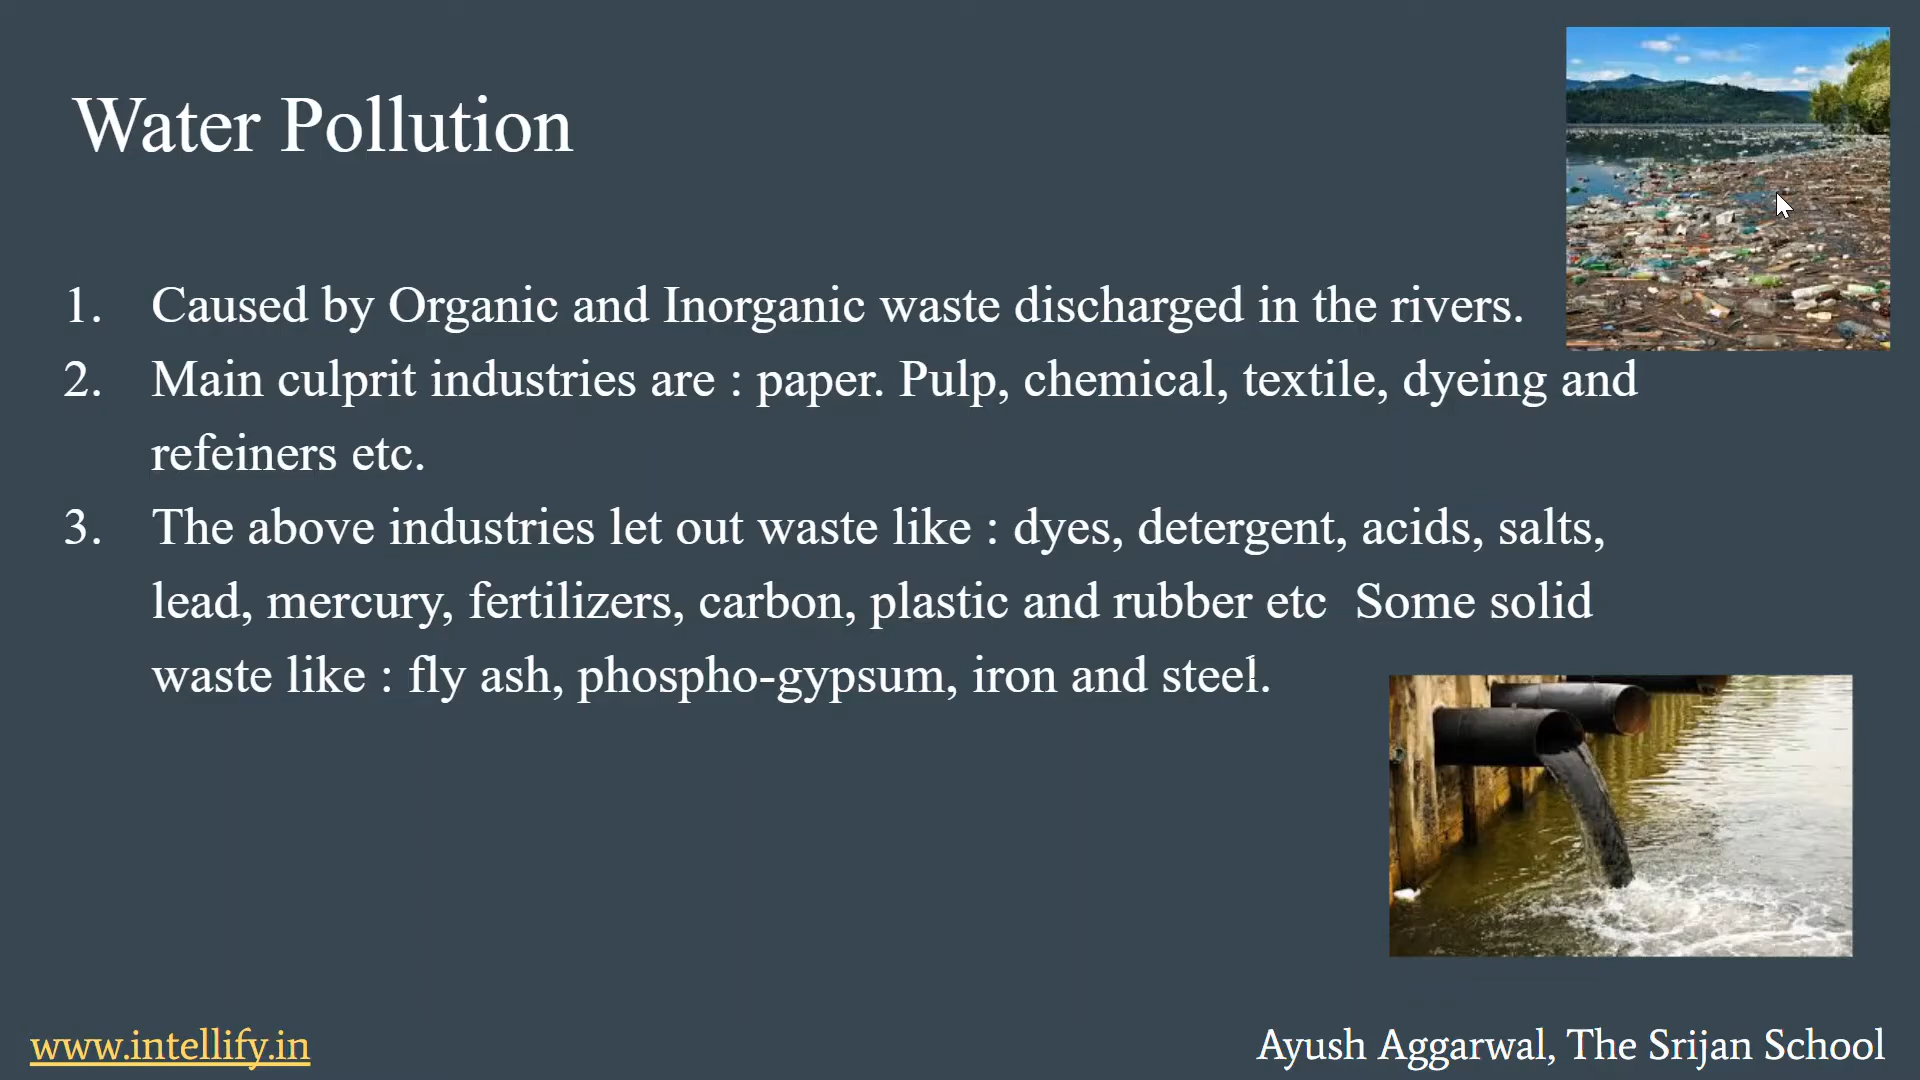 Water Pollution
1. Caused by Organic and Inorganic waste discharged in the rivers.
2. Main culprit industries are : paper. Pulp, chemical, textile, dyeing and
refeiners etc.
3. The above industries let out waste like : dyes, detergent, acids, salts,
lead, mercury, fertilizers, carbon, plastic and rubber etc  Some solid
waste like : fly ash, phospho-gypsum, iron and steel.
www.intellify.in
Ayush Aggarwal, The Srijan School